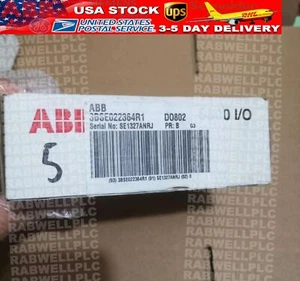 USA STOCK
ups
DHL
UNITED STATES
POSTAL SERVICE
3-5 DAY DELIVERY
ABB
ABB
3BSE022364R1 DO802 D I/O
Serial No: SE1327ANRJ PR: B
5
RABWELLPLC
RABWELLPLC
RABWELLPLC
RABWELLPLC
RABWELLPLC
RABWELLPLC